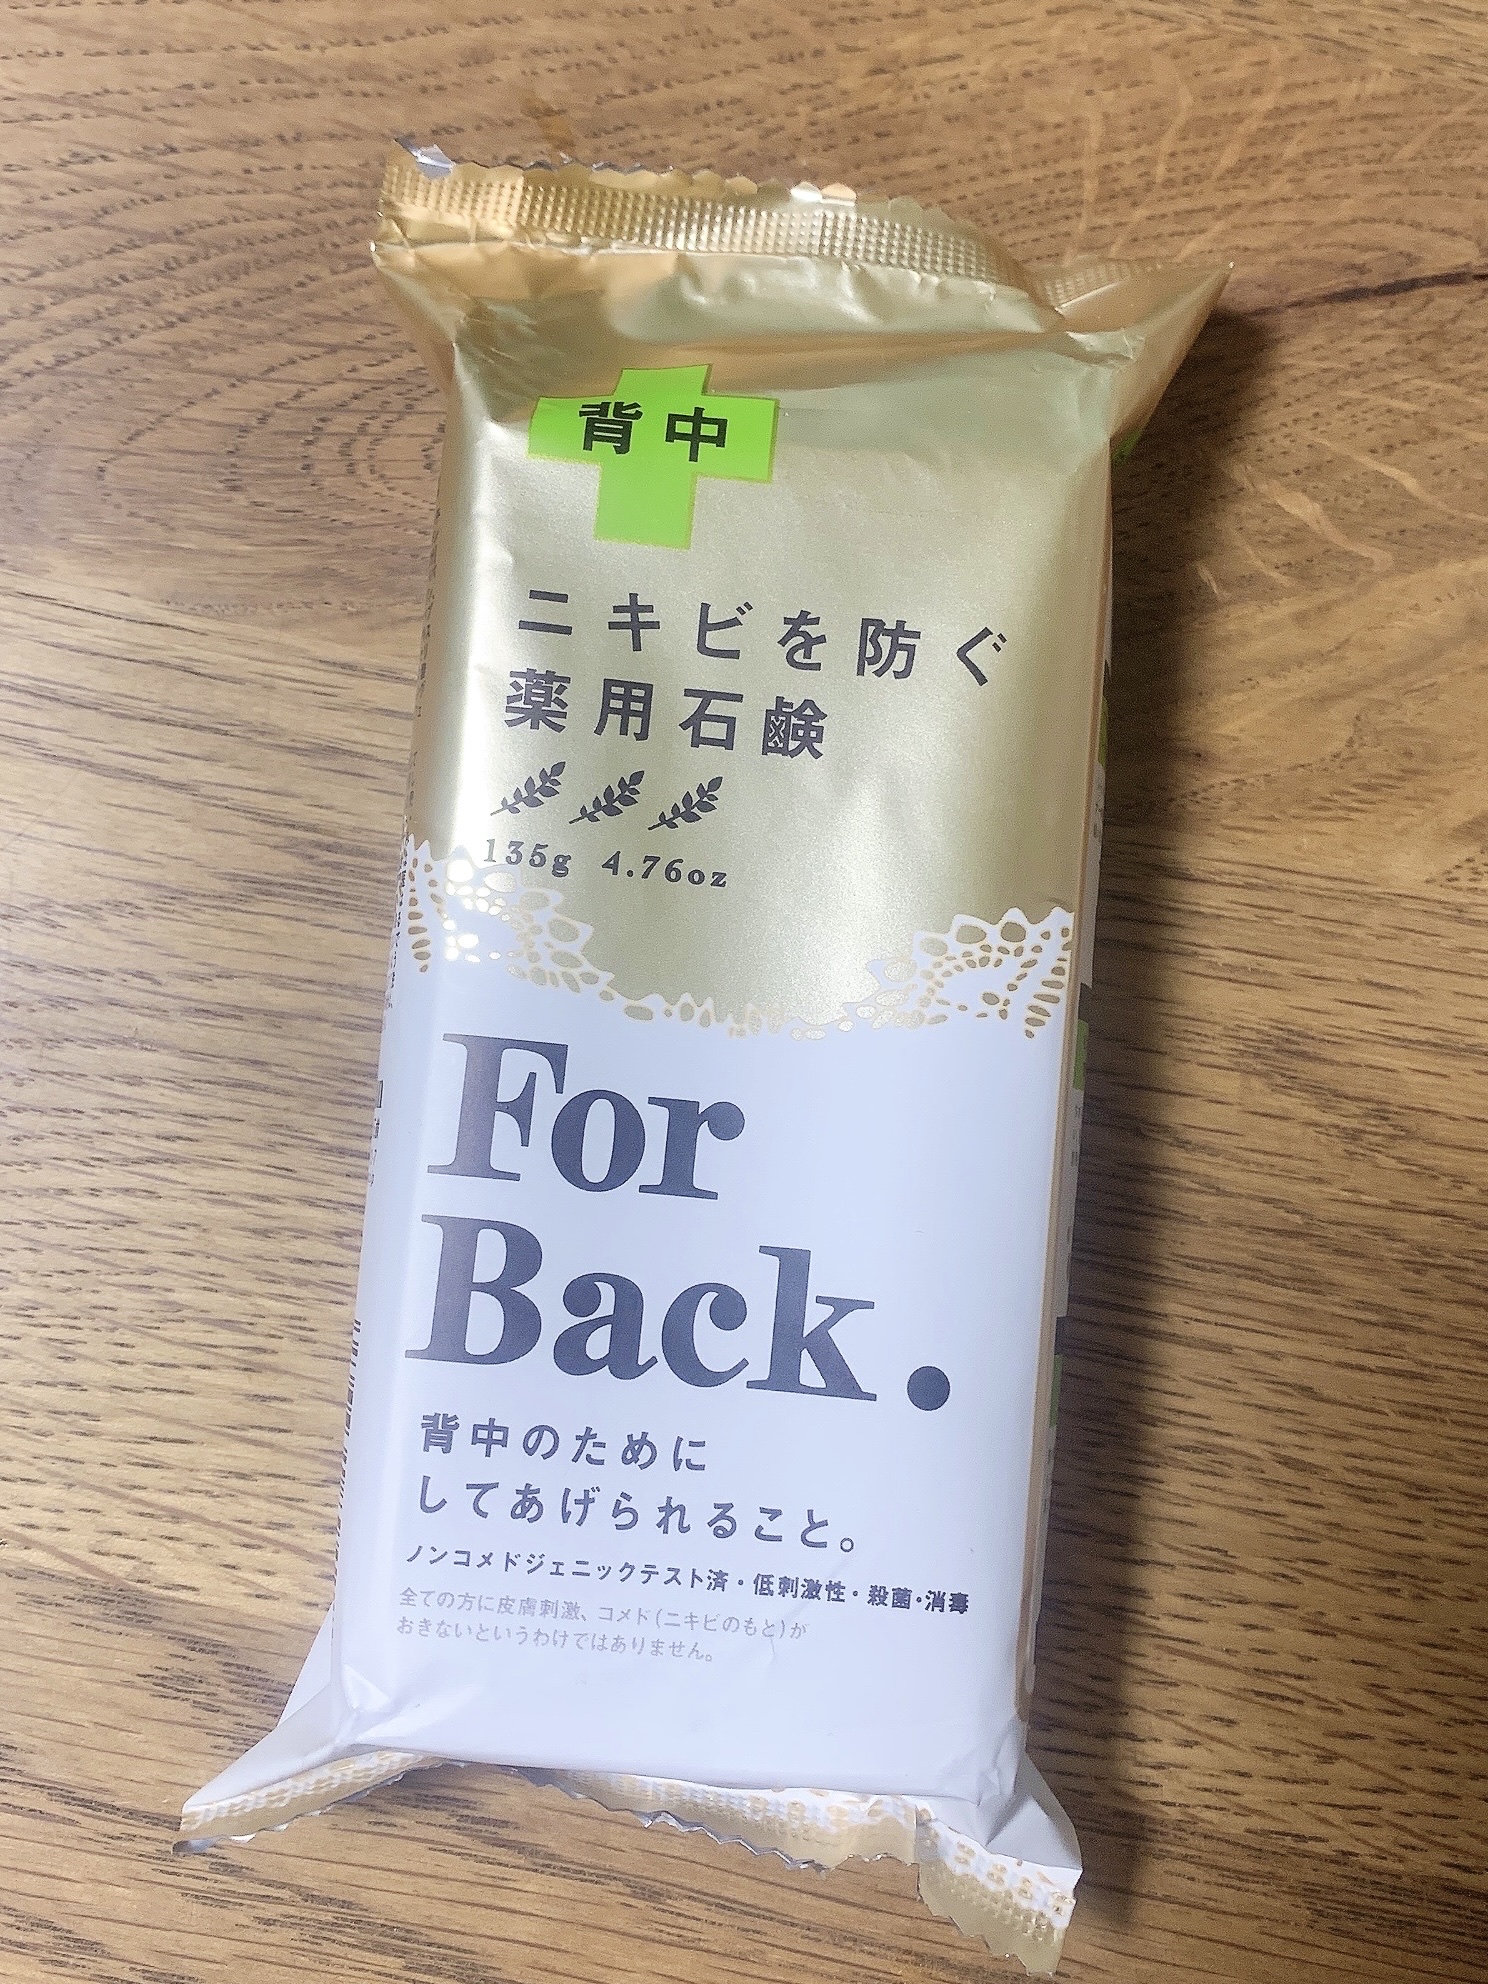 背中
ニキビを防ぐ
薬用石鹸
135g 4.76oz
For
Back.
背中のために
してあげられること。
ノンコメドジェニックテスト済・低刺激性・殺菌・消毒
全ての方に皮膚刺激、コメド(ニキビのもと)が
おきないというわけではありません。